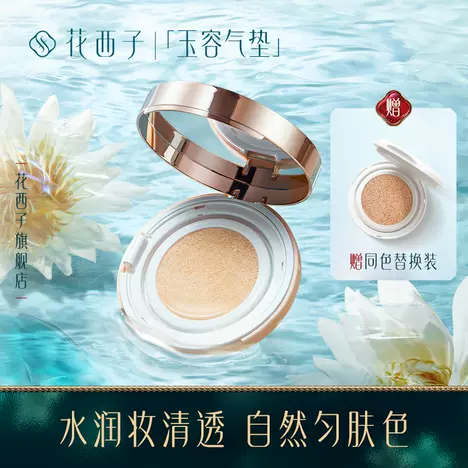 花西子|「玉容气垫」
赠
花西子旗舰店
赠同色替换装
水润妆清透 自然匀肤色